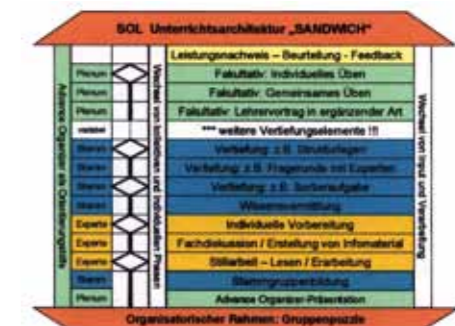 SOL Unterrichtsarchitektur „SANDWICH"
Leistungsnachweis – Beurteilung - Feedback
Plenum Fakultativ: Individuelles Üben
Plenum Fakultativ: Gemeinsames Üben
Plenum Fakultativ: Lehrervortrag in ergänzender Art
variabel *** weitere Vertiefungselemente !!!
Stamm Vertiefung: z.B. Strukturlegen
Stamm Vertiefung: z.B. Fragerunde mit Experten
Stamm Vertiefung: z.B. Sortieraufgabe
Stamm Wissensvermittlung
Experte Individuelle Vorbereitung
Experte Fachdiskussion / Erstellung von Infomaterial
Experte Stillarbeit – Lesen / Erarbeitung
Stamm Stammgruppenbildung
Plenum Advance Organizer-Präsentation
Advance Organizer als Orientierungshilfe
Wechsel von kollektiven und individuellen Phasen
Wechsel von Input und Verarbeitung
Organisatorischer Rahmen: Gruppenpuzzle